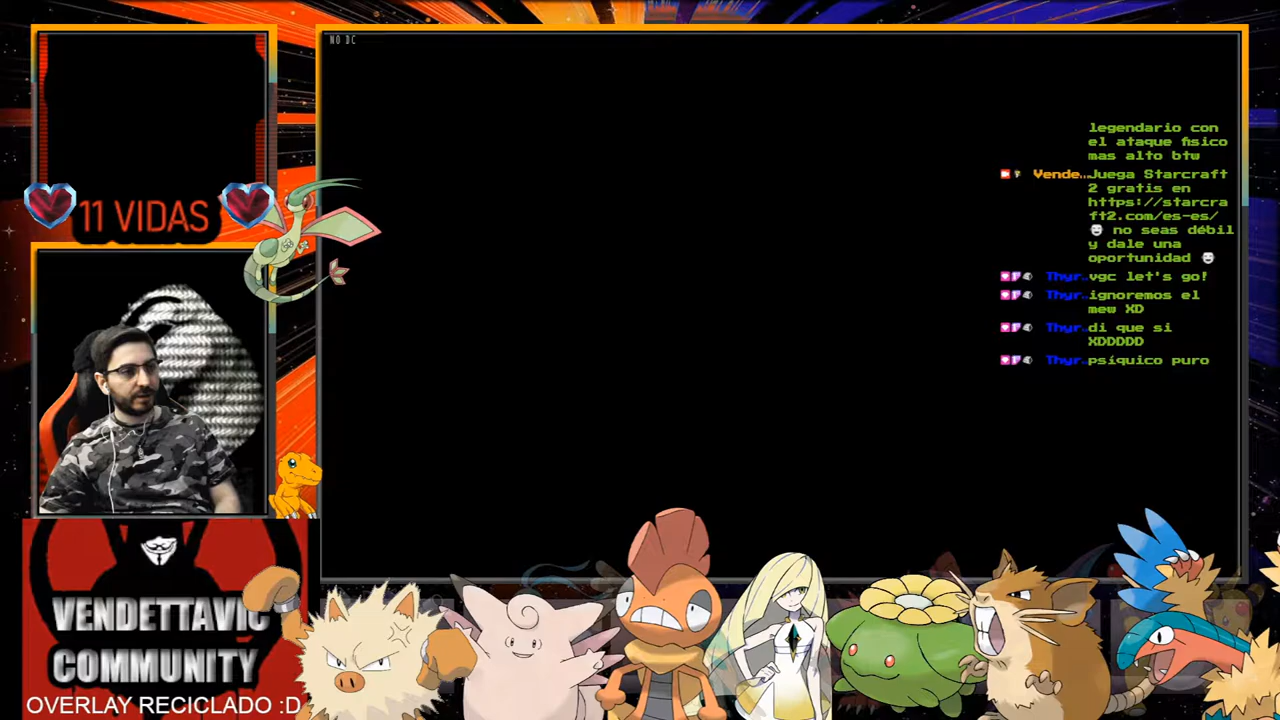 NO DC
11 VIDAS
legendario con
el ataque fisico
mas alto btw
Vende..Juega Starcraft
2 gratis en
https://starcra
ft2.com/es-es/
no seas débil
y dale una
oportunidad
Thyr..vgc let's go!
Thyr..ignoremos el
mew XD
Thyr..di que si
XDDDDD
Thyr..psíquico puro
VENDETTAVIC
COMMUNITY
OVERLAY RECICLADO :D